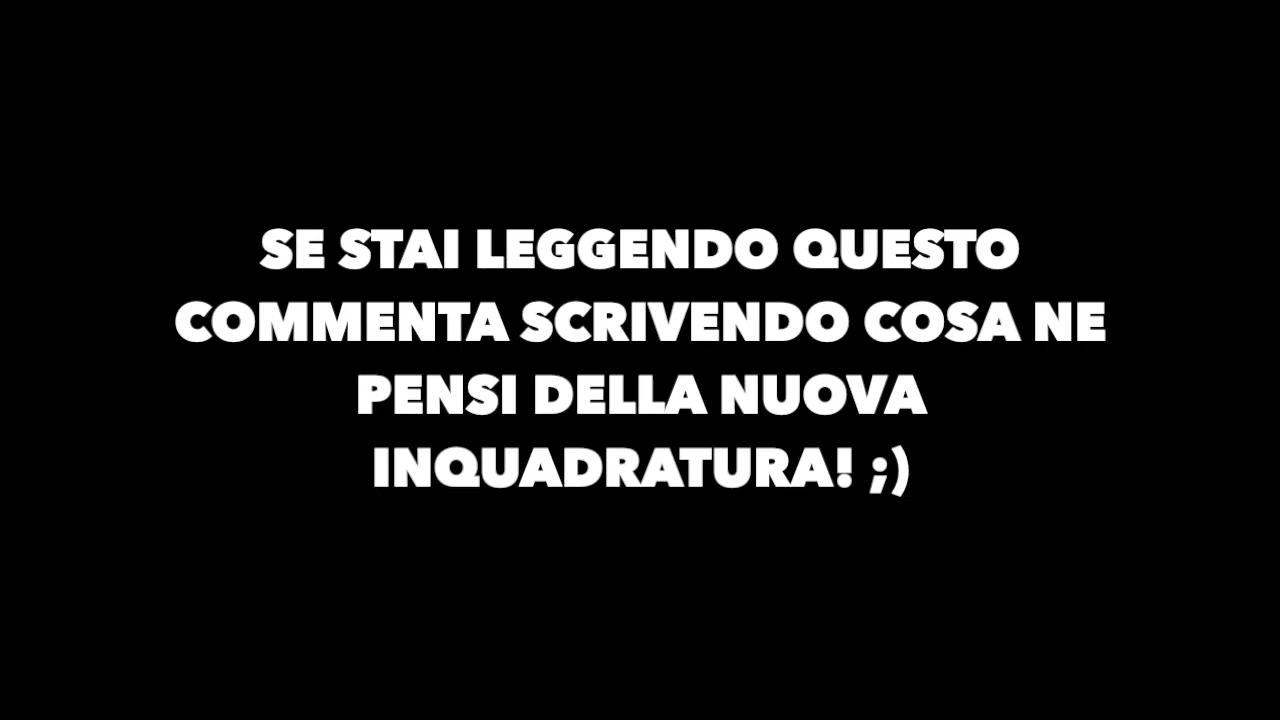 SE STAI LEGGENDO QUESTO
COMMENTA SCRIVENDO COSA NE
PENSI DELLA NUOVA
INQUADRATURA! ;)